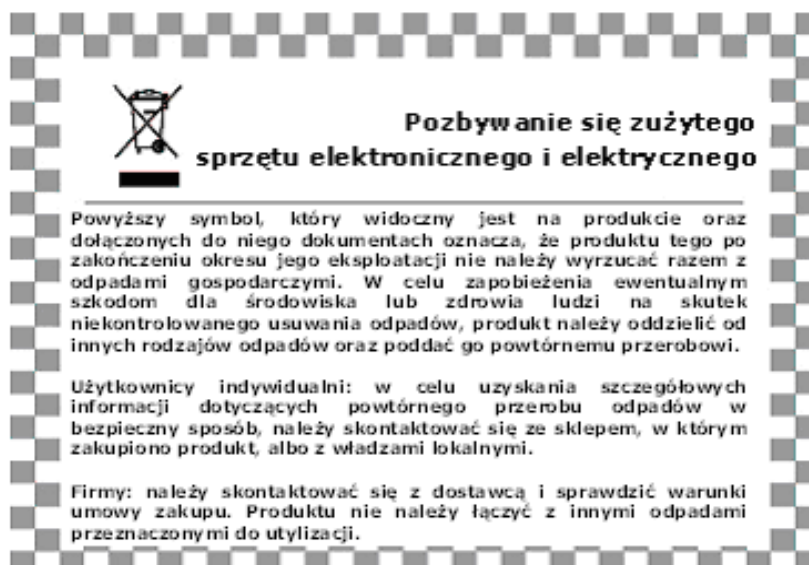 Pozbywanie się zużytego
sprzętu elektronicznego i elektrycznego
Powyższy symbol, który widoczny jest na produkcie oraz
dołączonych do niego dokumentach oznacza, że produktu tego po
zakończeniu okresu jego eksploatacji nie należy wyrzucać razem z
odpadami gospodarczymi. W celu zapobieżenia ewentualnym
szkodom dla środowiska lub zdrowia ludzi na skutek
niekontrolowanego usuwania odpadów, produkt należy oddzielić od
innych rodzajów odpadów oraz poddać go powtórnemu przerobowi.
Użytkownicy indywidualni: w celu uzyskania szczegółowych
informacji dotyczących powtórnego przerobu odpadów w
bezpieczny sposób, należy skontaktować się ze sklepem, w którym
zakupiono produkt, albo z władzami lokalnymi.
Firmy: należy skontaktować się z dostawcą i sprawdzić warunki
umowy zakupu. Produktu nie należy łączyć z innymi odpadami
przeznaczonymi do utylizacji.